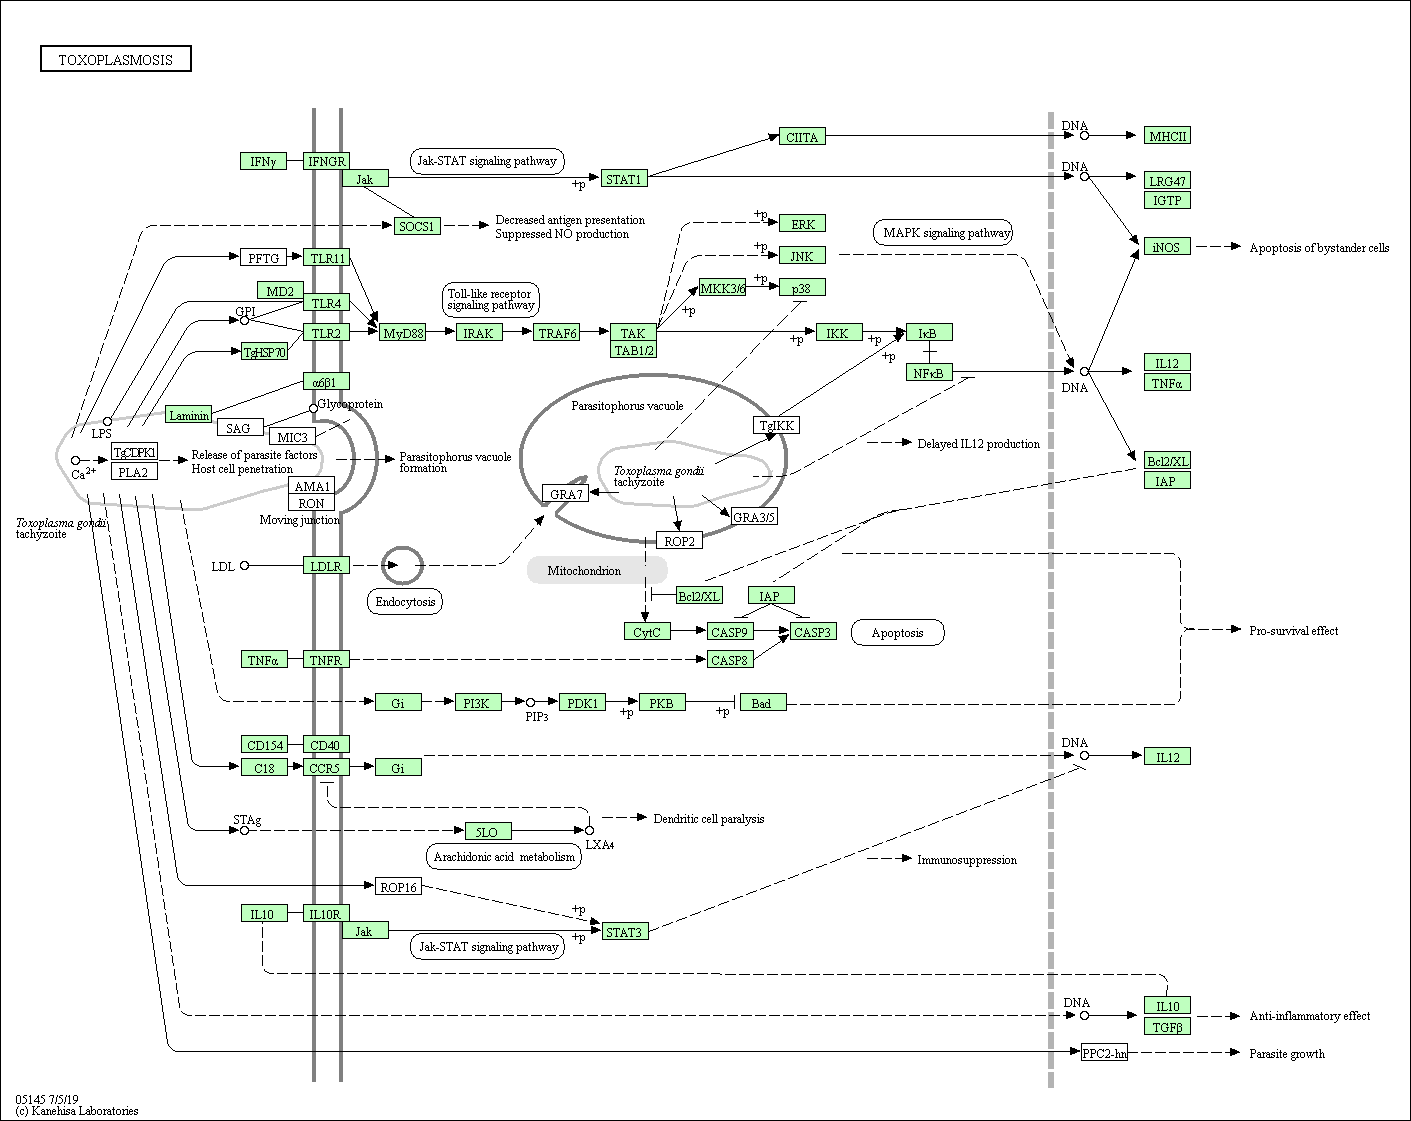 TOXOPLASMOSIS
DNA
CIITA
MHCII
IFNγ
IFNGR
Jak-STAT signaling pathway
DNA
Jak
+p
STAT1
LRG47
IGTP
SOCS1
Decreased antigen presentation
Suppressed NO production
+p
ERK
MAPK signaling pathway
iNOS
Apoptosis of bystander cells
PFTG
TLR11
+p
JNK
MD2
TLR4
Toll-like receptor
signaling pathway
MKK3/6
+p
p38
+p
GPI
TLR2
MyD88
IRAK
TRAF6
TAK
TAB1/2
+p
IKK
+p
IκB
+p
TgHSP70
NFκB
DNA
IL12
TNFα
α6β1
Laminin
Glycoprotein
SAG
MIC3
LPS
Parasitophorus vacuole
TgIKK
Delayed IL12 production
Ca2+
TgCDPK1
PLA2
Release of parasite factors
Host cell penetration
Parasitophorus vacuole
formation
Toxoplasma gondii
tachyzoite
Bcl2/XL
IAP
AMA1
RON
Moving junction
GRA7
GRA3/5
ROP2
Toxoplasma gondii
tachyzoite
LDL
LDLR
Endocytosis
Mitochondrion
Bcl2/XL
IAP
CytC
CASP9
CASP3
Apoptosis
Pro-survival effect
TNFα
TNFR
CASP8
Gi
PI3K
PIP3
PDK1
+p
PKB
+p
Bad
CD154
CD40
DNA
C18
CCR5
Gi
IL12
STAg
5LO
LXA4
Dendritic cell paralysis
Arachidonic acid metabolism
Immunosuppression
ROP16
+p
IL10
IL10R
Jak
+p
STAT3
Jak-STAT signaling pathway
DNA
IL10
TGFβ
Anti-inflammatory effect
PPC2-hn
Parasite growth
05145 7/5/19
(c) Kanehisa Laboratories